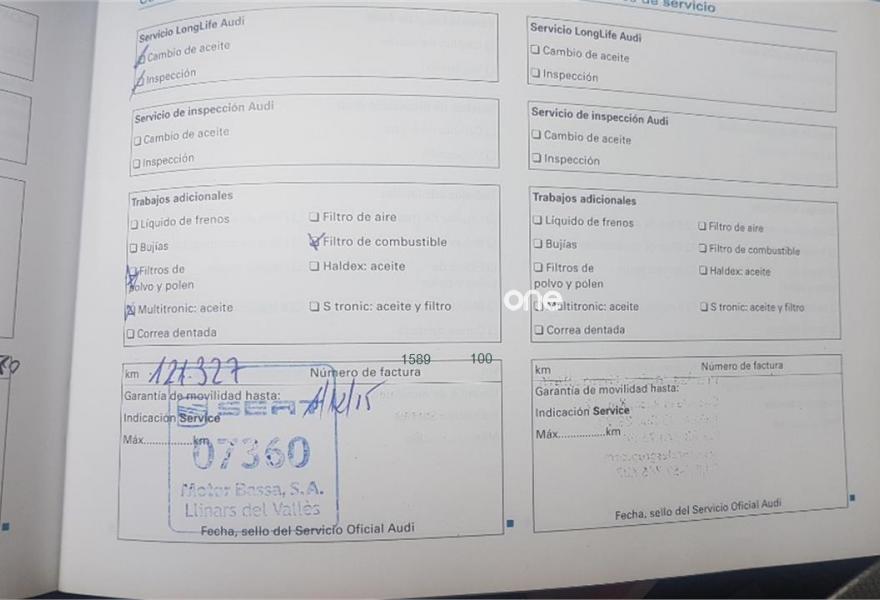 de servicio
Servicio LongLife Audi
Cambio de aceite
Inspección
Servicio de inspección Audi
Cambio de aceite
Inspección
Trabajos adicionales
Líquido de frenos
Filtro de aire
Bujías
Filtro de combustible
Filtros de
polvo y polen
Haldex: aceite
Multitronic: aceite
S tronic: aceite y filtro
Correa dentada
1589 100
km 121.327 Número de factura
Garantía de movilidad hasta:
Indicación Service
Máx..............km
SEAT
07360
Motor Bassa, S.A.
Llinars del Vallès
Fecha, sello del Servicio Oficial Audi
Servicio LongLife Audi
Cambio de aceite
Inspección
Servicio de inspección Audi
Cambio de aceite
Inspección
Trabajos adicionales
Líquido de frenos
Filtro de aire
Bujías
Filtro de combustible
Filtros de
polvo y polen
Haldex: aceite
one
Multitronic: aceite
S tronic: aceite y filtro
Correa dentada
km Número de factura
Garantía de movilidad hasta:
Indicación Service
Máx..............km
Fecha, sello del Servicio Oficial Audi